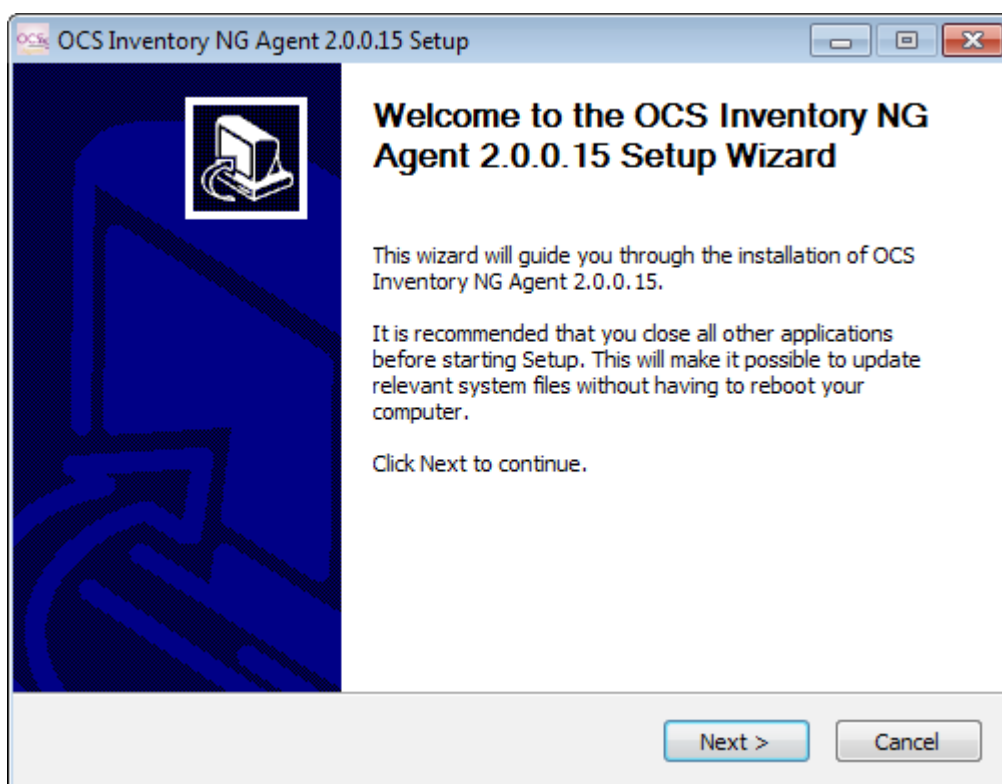 OCS Inventory NG Agent 2.0.0.15 Setup
Welcome to the OCS Inventory NG
Agent 2.0.0.15 Setup Wizard
This wizard will guide you through the installation of OCS
Inventory NG Agent 2.0.0.15.
It is recommended that you close all other applications
before starting Setup. This will make it possible to update
relevant system files without having to reboot your
computer.
Click Next to continue.
Next >
Cancel